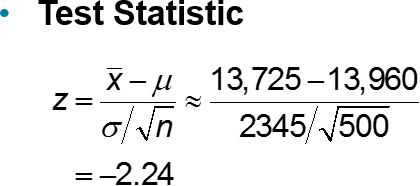 • Test Statistic
z = (x̄ – μ)/(σ/√n) ≈ (13,725 – 13,960)/(2345/√500)
= –2.24